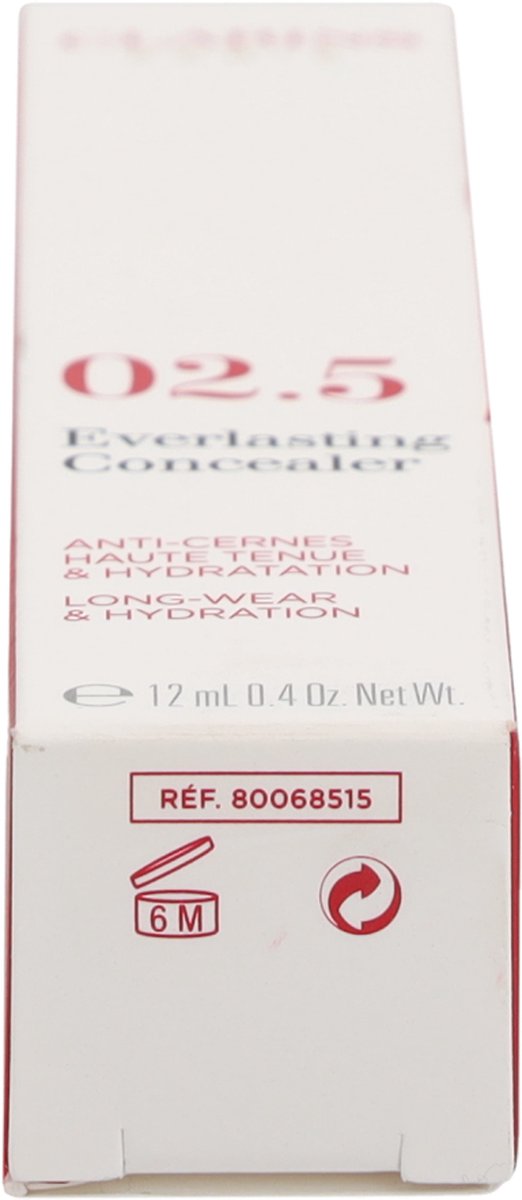 02.5
Everlasting
Concealer
ANTI-CERNES
HAUTE TENUE
& HYDRATATION
LONG-WEAR
& HYDRATION
℮ 12 mL 0.4 Oz. Net Wt.
RÉF. 80068515
6 M